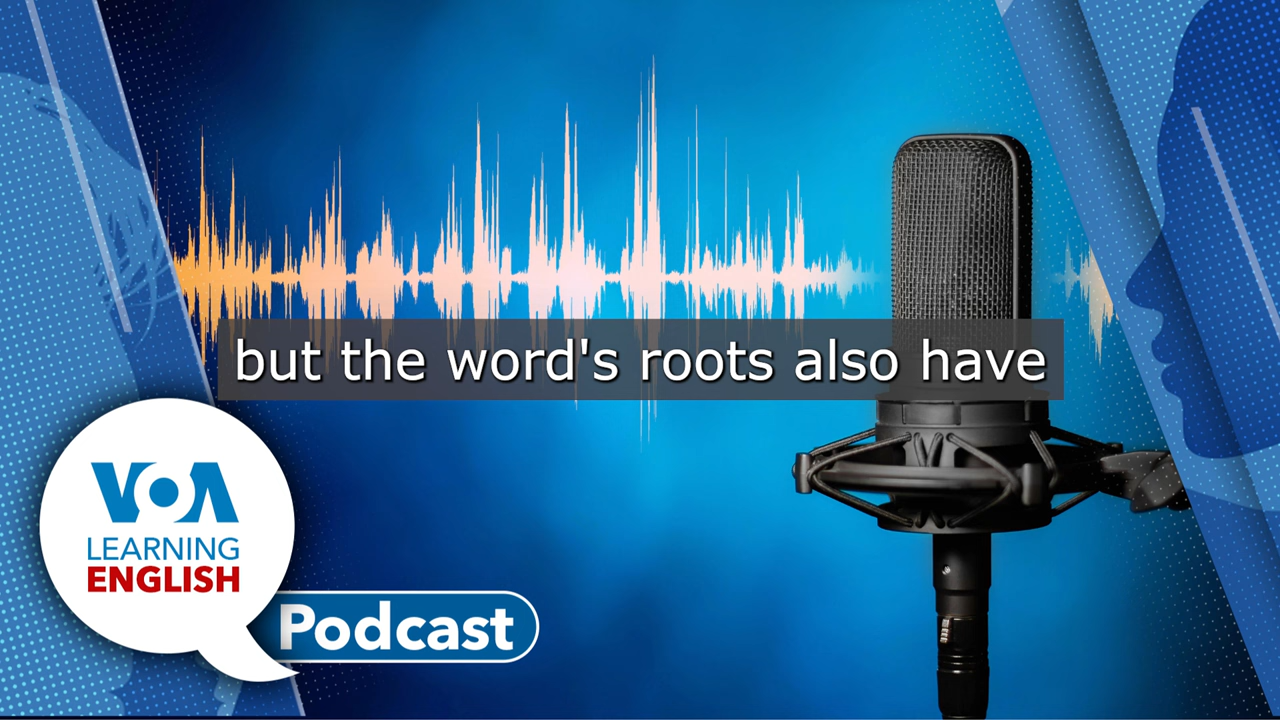 but the word's roots also have
VOA
LEARNING
ENGLISH
Podcast